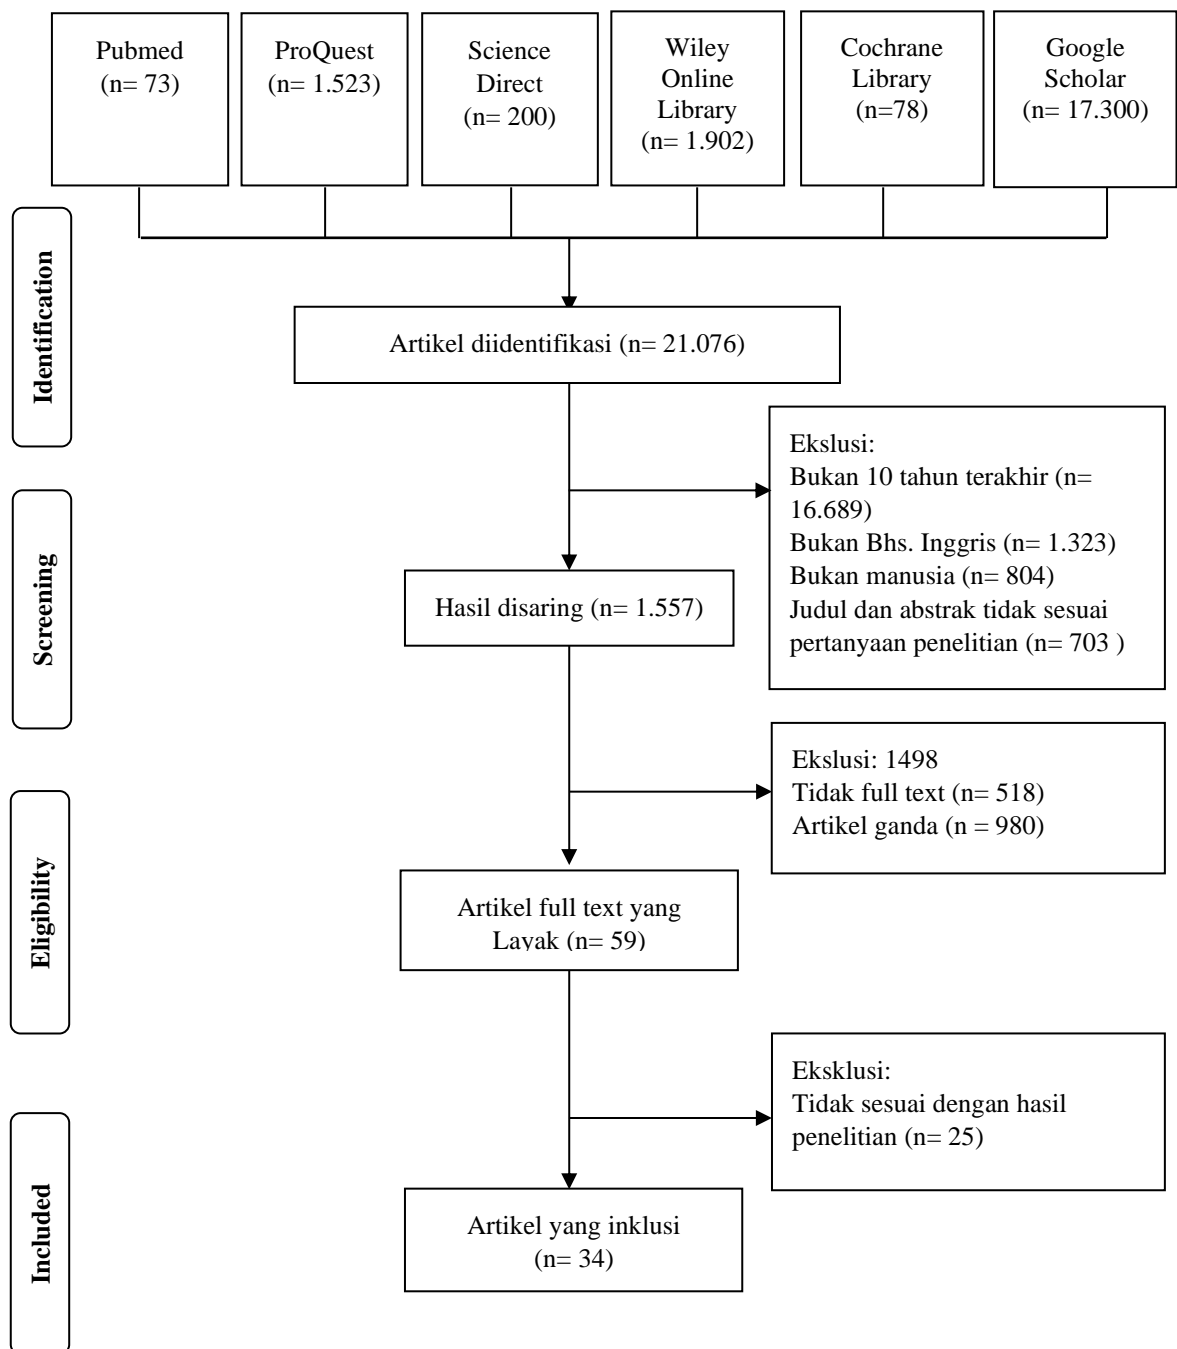 Pubmed
(n= 73)
ProQuest
(n= 1.523)
Science
Direct
(n= 200)
Wiley
Online
Library
(n= 1.902)
Cochrane
Library
(n=78)
Google
Scholar
(n= 17.300)
Identification
Artikel diidentifikasi (n= 21.076)
Ekslusi:
Bukan 10 tahun terakhir (n=
16.689)
Bukan Bhs. Inggris (n= 1.323)
Bukan manusia (n= 804)
Judul dan abstrak tidak sesuai
pertanyaan penelitian (n= 703 )
Screening
Hasil disaring (n= 1.557)
Ekslusi: 1498
Tidak full text (n= 518)
Artikel ganda (n = 980)
Eligibility
Artikel full text yang
Layak (n= 59)
Eksklusi:
Tidak sesuai dengan hasil
penelitian (n= 25)
Included
Artikel yang inklusi
(n= 34)